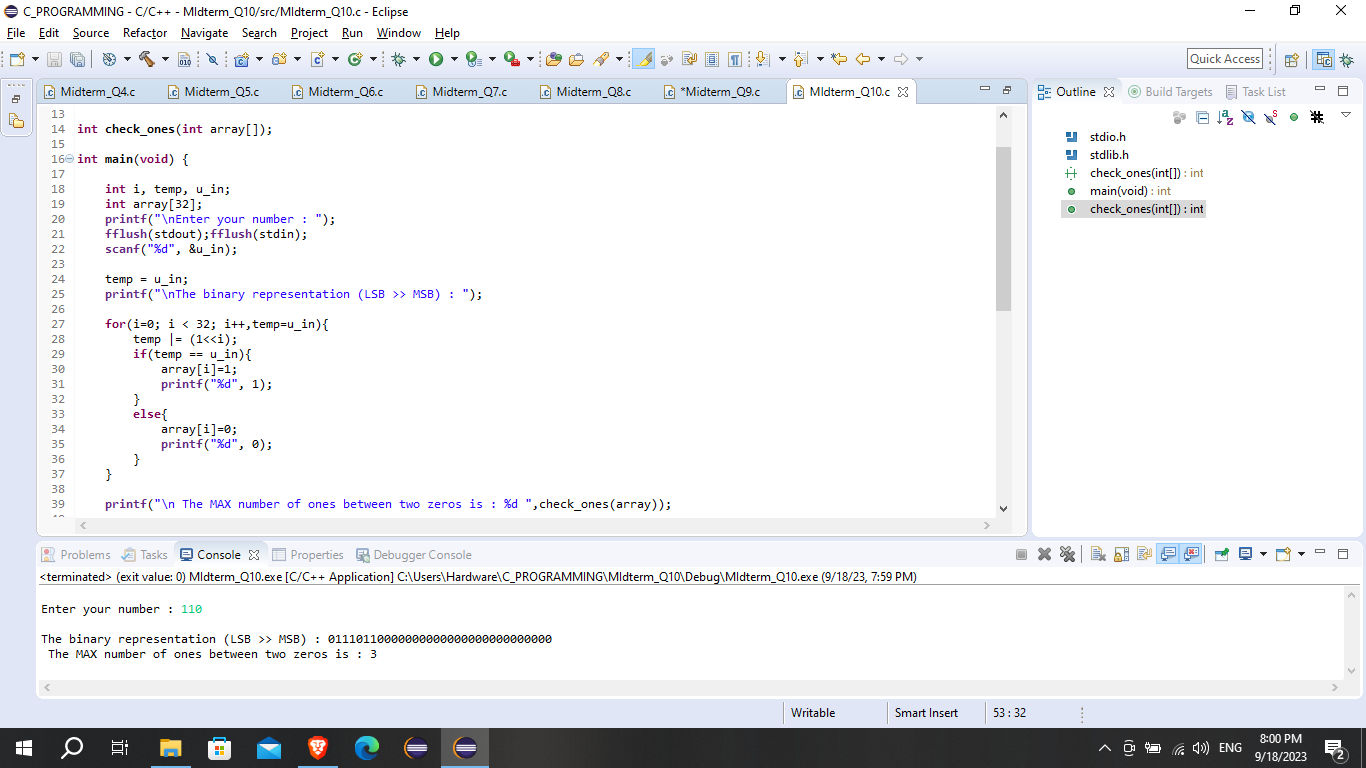 C_PROGRAMMING - C/C++ - MIdterm_Q10/src/MIdterm_Q10.c - Eclipse
File Edit Source Refactor Navigate Search Project Run Window Help
Quick Access
Midterm_Q4.c Midterm_Q5.c Midterm_Q6.c Midterm_Q7.c Midterm_Q8.c *Midterm_Q9.c MIdterm_Q10.c
13
14 int check_ones(int array[]);
15
16 int main(void) {
17
18 int i, temp, u_in;
19 int array[32];
20 printf("\nEnter your number : ");
21 fflush(stdout);fflush(stdin);
22 scanf("%d", &u_in);
23
24 temp = u_in;
25 printf("\nThe binary representation (LSB >> MSB) : ");
26
27 for(i=0; i < 32; i++,temp=u_in){
28 temp |= (1<<i);
29 if(temp == u_in){
30 array[i]=1;
31 printf("%d", 1);
32 }
33 else{
34 array[i]=0;
35 printf("%d", 0);
36 }
37 }
38
39 printf("\n The MAX number of ones between two zeros is : %d ",check_ones(array));
Outline Build Targets Task List
stdio.h
stdlib.h
check_ones(int[]) : int
main(void) : int
check_ones(int[]) : int
Problems Tasks Console Properties Debugger Console
<terminated> (exit value: 0) MIdterm_Q10.exe [C/C++ Application] C:\Users\Hardware\C_PROGRAMMING\MIdterm_Q10\Debug\MIdterm_Q10.exe (9/18/23, 7:59 PM)
Enter your number : 110
The binary representation (LSB >> MSB) : 01110110000000000000000000000000
The MAX number of ones between two zeros is : 3
Writable Smart Insert 53 : 32
ENG
8:00 PM
9/18/2023
2